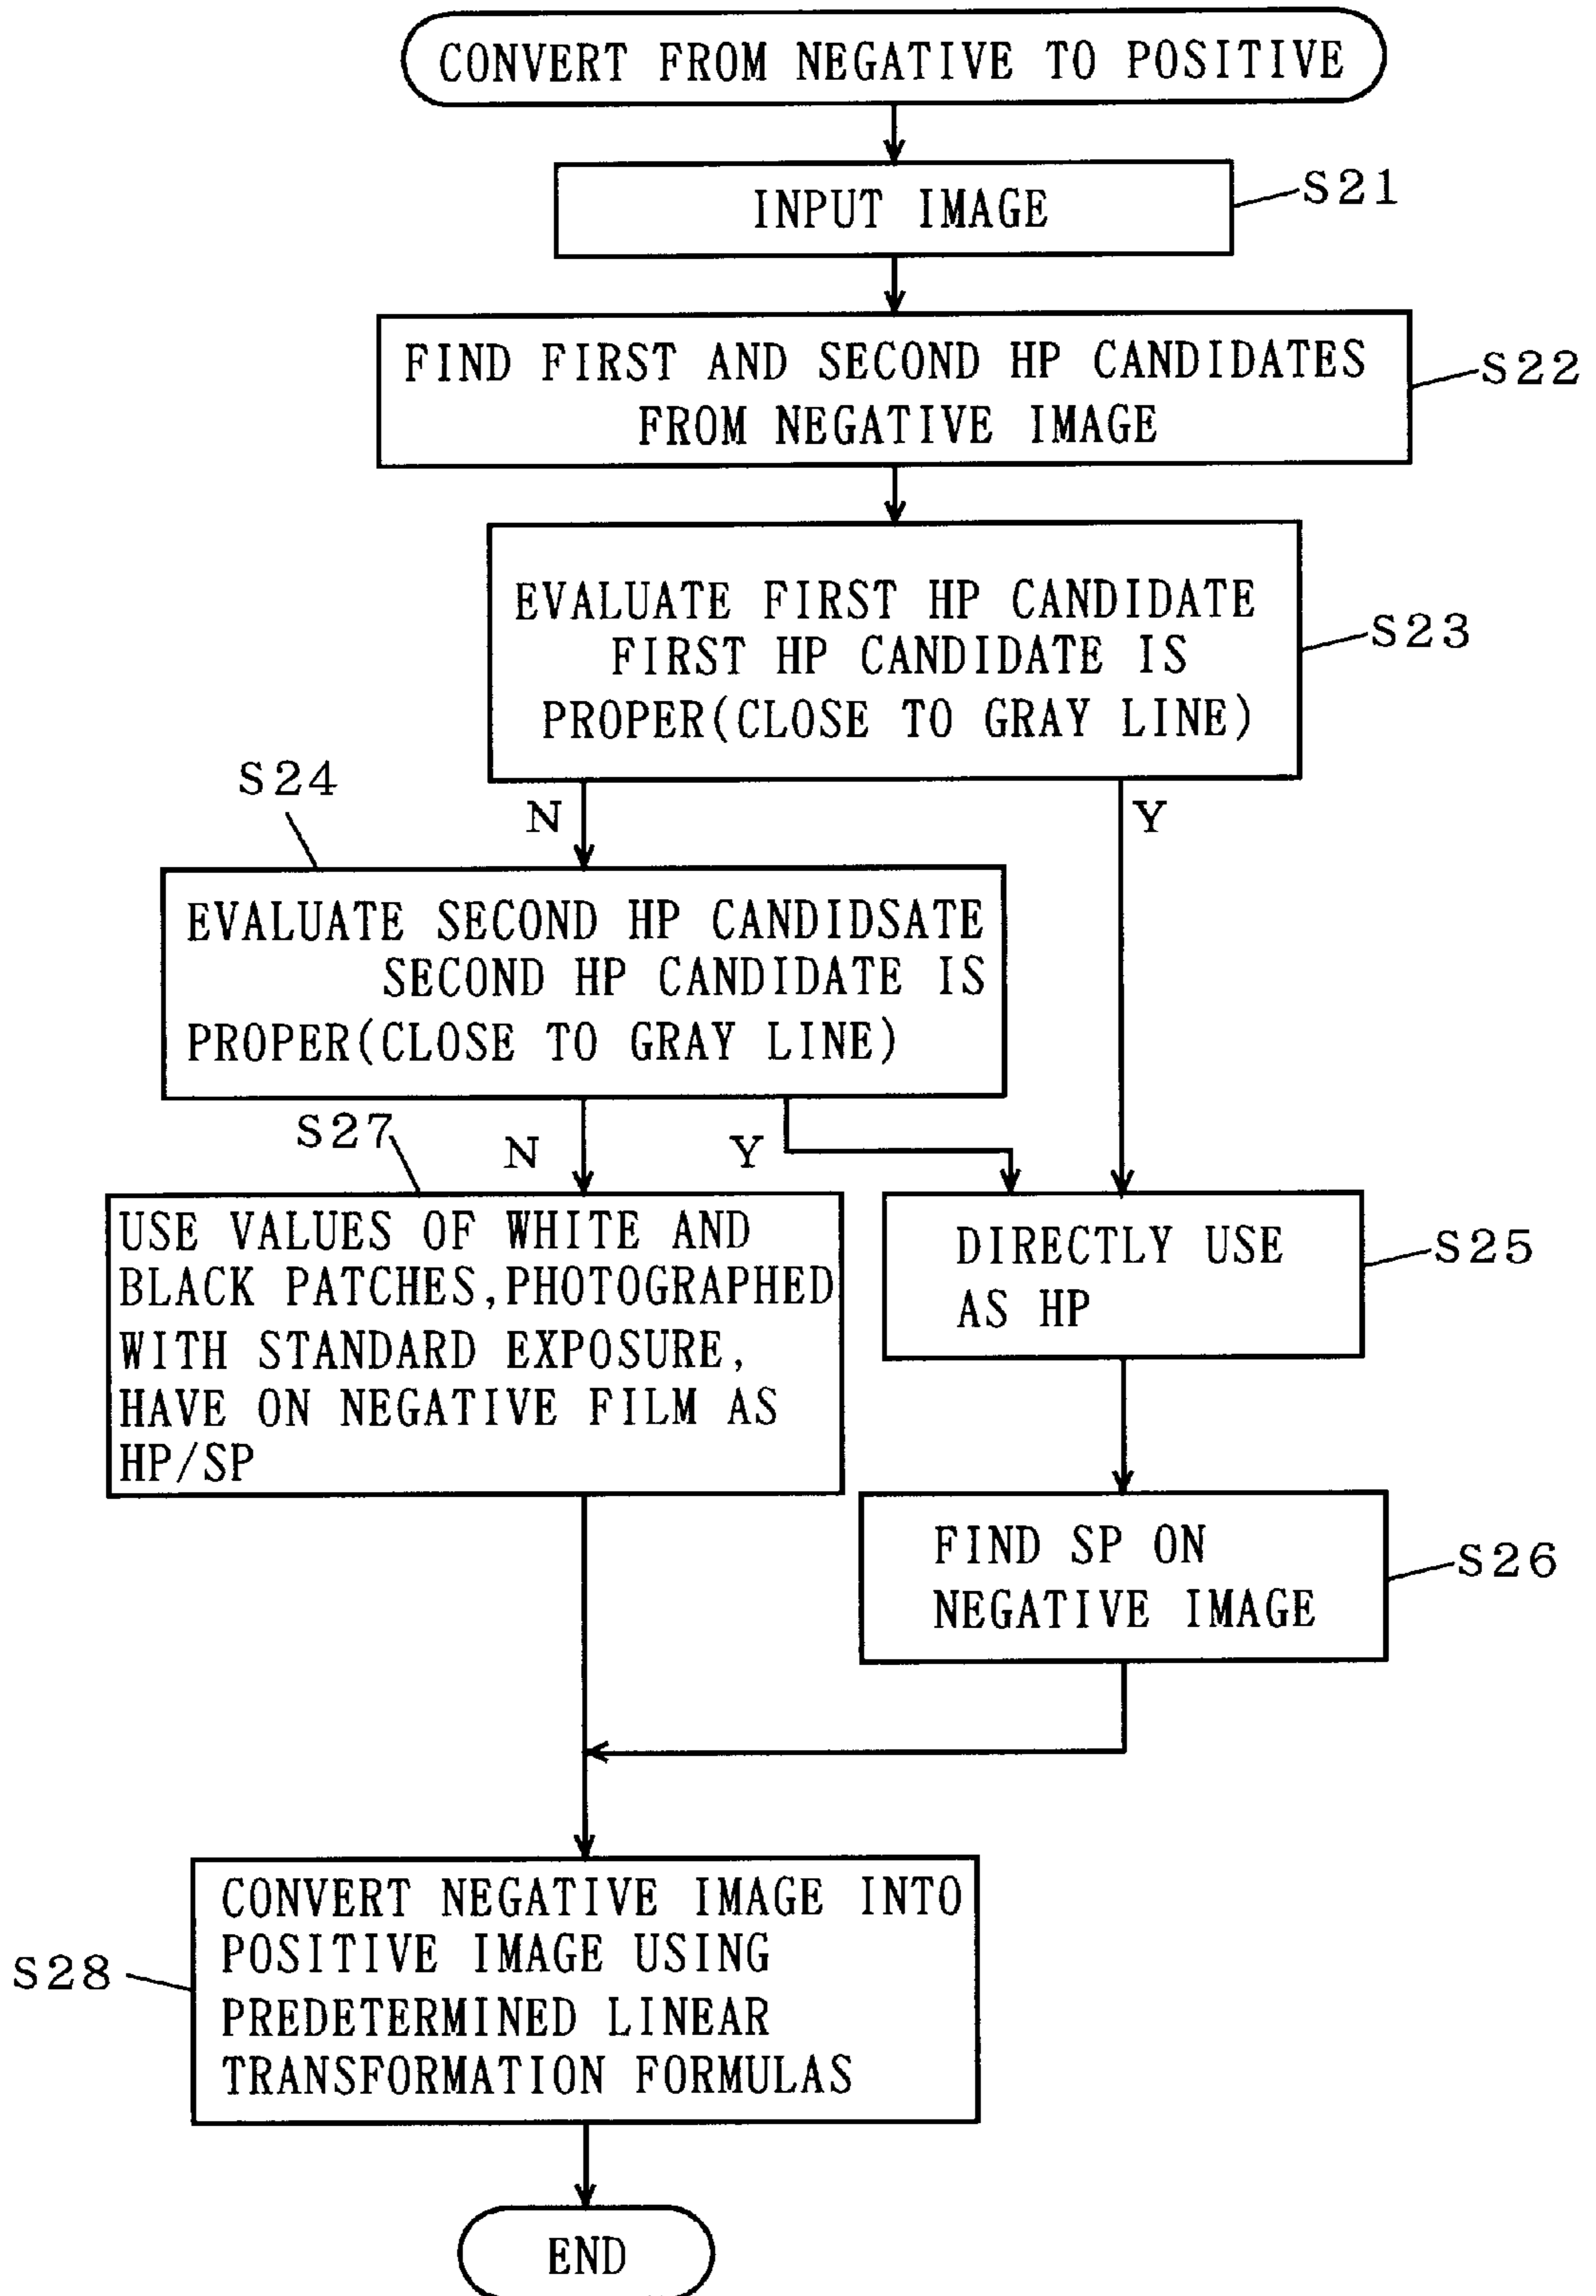 CONVERT FROM NEGATIVE TO POSITIVE
INPUT IMAGE
S21
FIND FIRST AND SECOND HP CANDIDATES
FROM NEGATIVE IMAGE
S22
EVALUATE FIRST HP CANDIDATE
FIRST HP CANDIDATE IS
PROPER(CLOSE TO GRAY LINE)
S23
S24
N
Y
EVALUATE SECOND HP CANDIDSATE
SECOND HP CANDIDATE IS
PROPER(CLOSE TO GRAY LINE)
S27
N
Y
USE VALUES OF WHITE AND
BLACK PATCHES,PHOTOGRAPHED
WITH STANDARD EXPOSURE,
HAVE ON NEGATIVE FILM AS
HP/SP
DIRECTLY USE
AS HP
S25
FIND SP ON
NEGATIVE IMAGE
S26
CONVERT NEGATIVE IMAGE INTO
POSITIVE IMAGE USING
PREDETERMINED LINEAR
TRANSFORMATION FORMULAS
S28
END